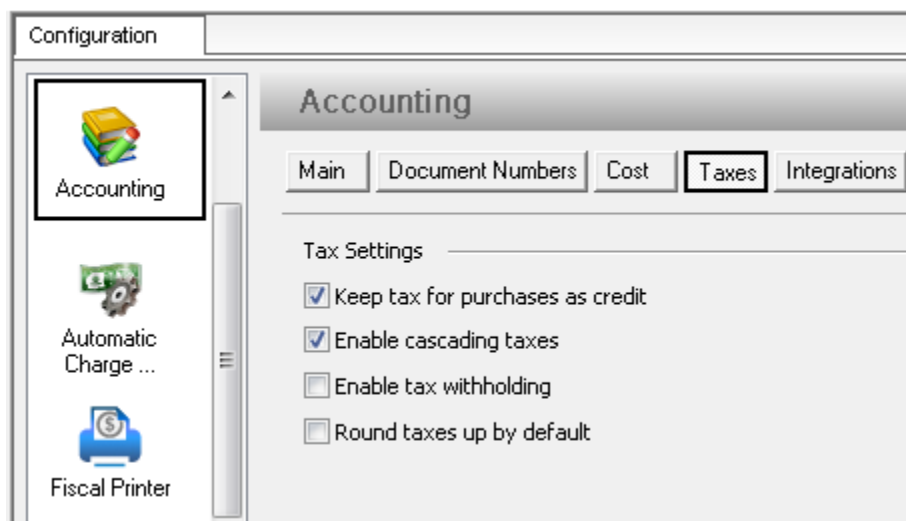 Configuration
Accounting
Automatic
Charge ...
Fiscal Printer
Accounting
Main Document Numbers Cost Taxes Integrations
Tax Settings
Keep tax for purchases as credit
Enable cascading taxes
Enable tax withholding
Round taxes up by default